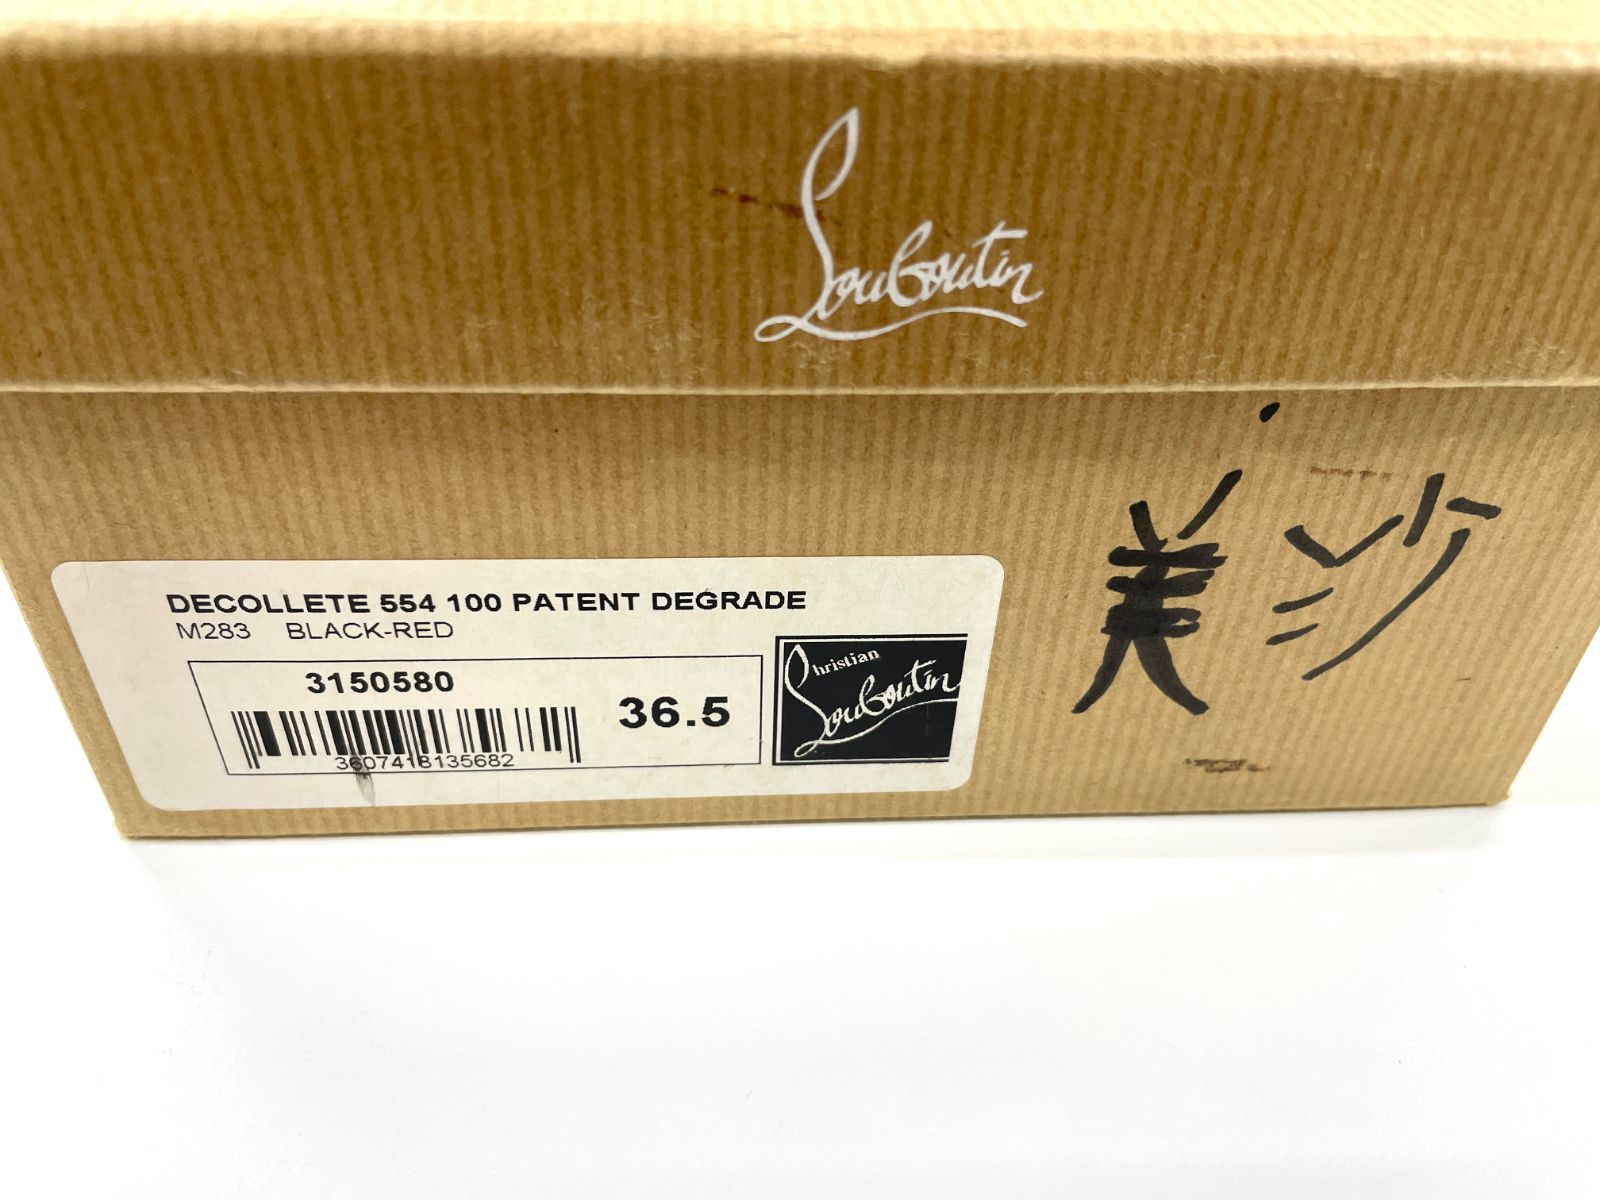 Louboutin
美沙
DECOLLETE 554 100 PATENT DEGRADE
M283 BLACK-RED
3150580
36.5
3607418135682
Christian
Louboutin